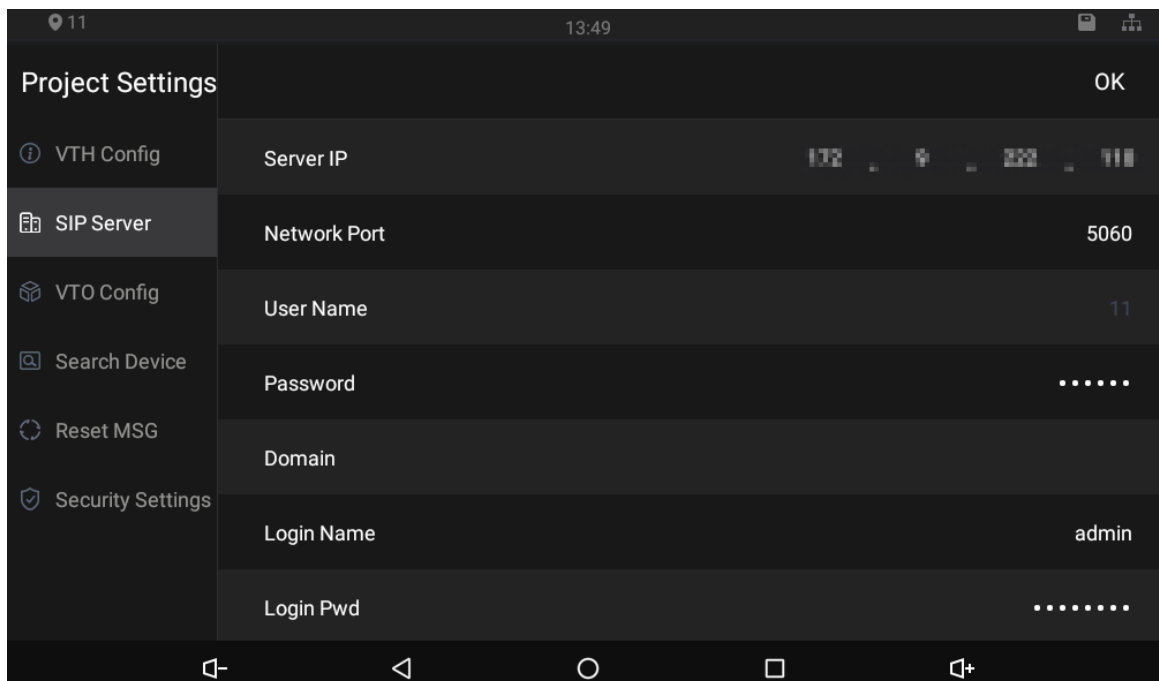 11
13:49
Project Settings
OK
VTH Config
Server IP
SIP Server
Network Port 5060
VTO Config
User Name 11
Search Device
Password ••••••
Reset MSG
Domain
Security Settings
Login Name admin
Login Pwd ••••••••